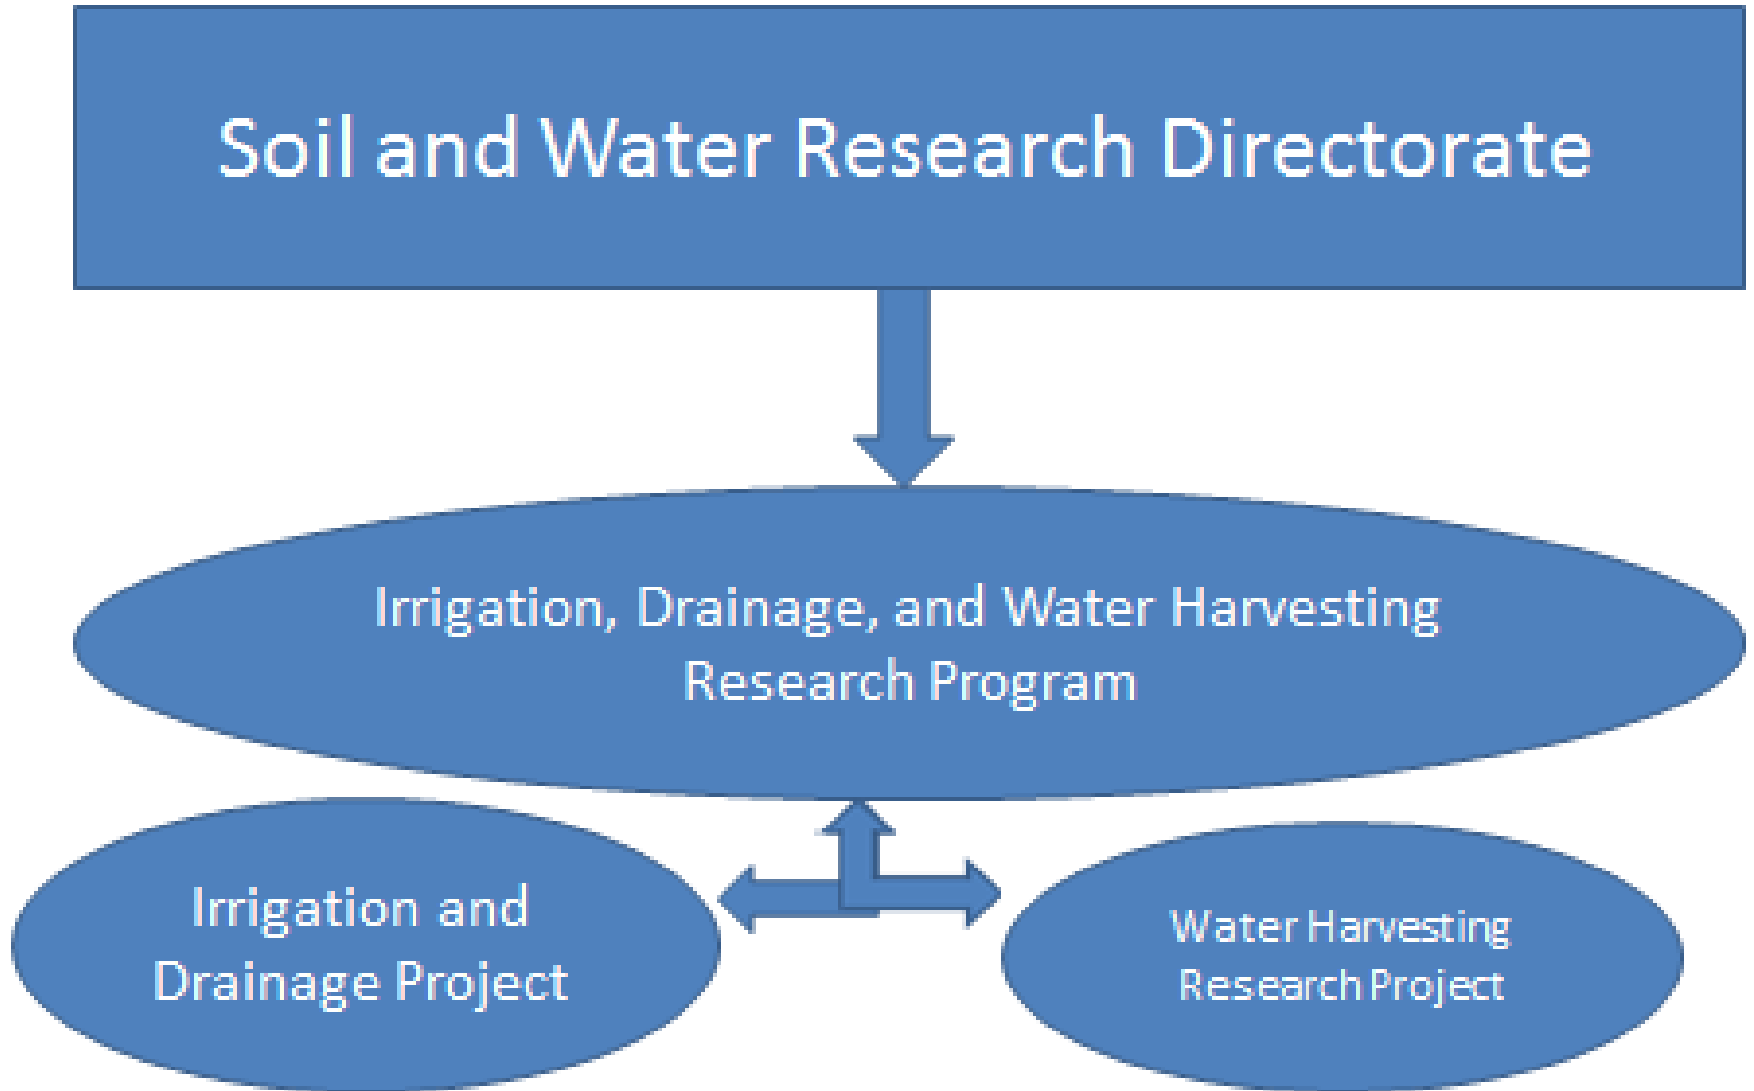 Soil and Water Research Directorate
Irrigation, Drainage, and Water Harvesting
Research Program
Irrigation and
Drainage Project
Water Harvesting
Research Project